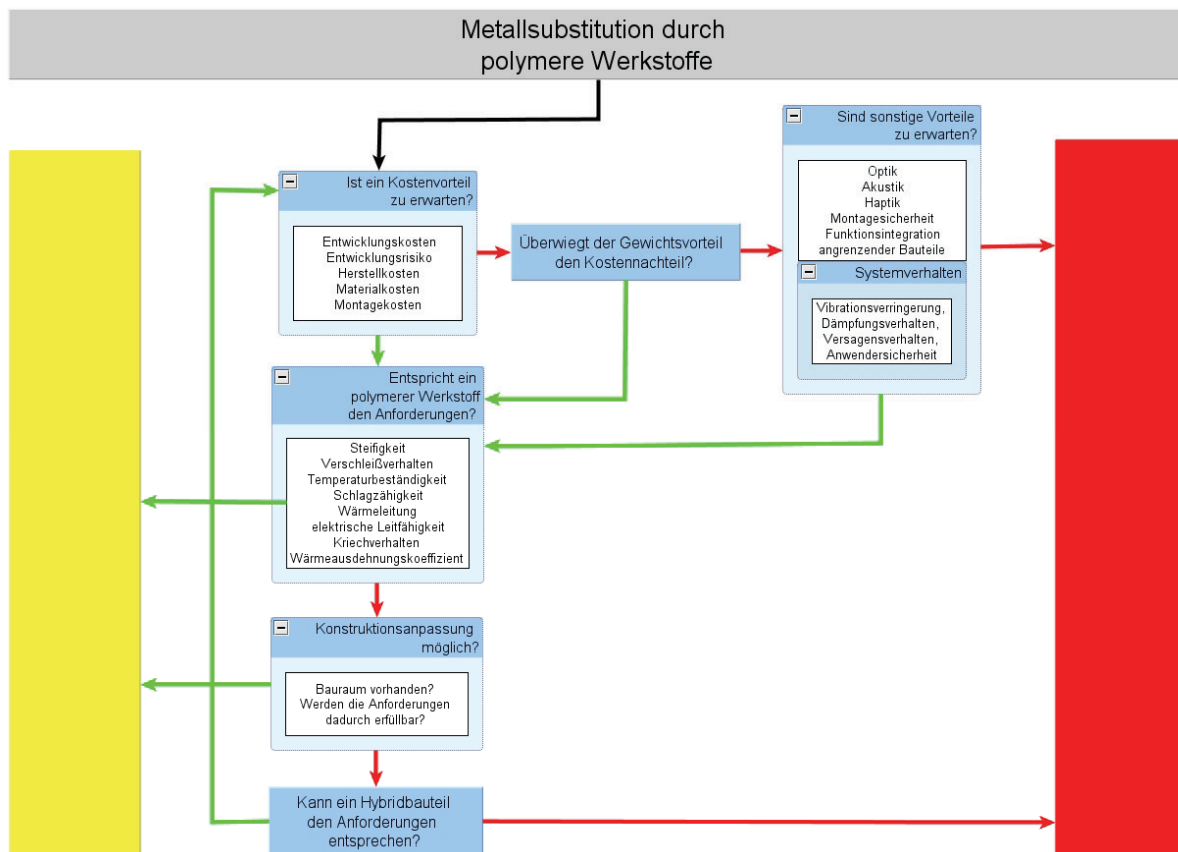 Metallsubstitution durch
polymere Werkstoffe
Ist ein Kostenvorteil
zu erwarten?
Entwicklungskosten
Entwicklungsrisiko
Herstellkosten
Materialkosten
Montagekosten
Überwiegt der Gewichtsvorteil
den Kostennachteil?
Sind sonstige Vorteile
zu erwarten?
Optik
Akustik
Haptik
Montagesicherheit
Funktionsintegration
angrenzender Bauteile
Systemverhalten
Vibrationsverringerung,
Dämpfungsverhalten,
Versagensverhalten,
Anwendersicherheit
Entspricht ein
polymerer Werkstoff
den Anforderungen?
Steifigkeit
Verschleißverhalten
Temperaturbeständigkeit
Schlagzähigkeit
Wärmeleitung
elektrische Leitfähigkeit
Kriechverhalten
Wärmeausdehnungskoeffizient
Konstruktionsanpassung
möglich?
Bauraum vorhanden?
Werden die Anforderungen
dadurch erfüllbar?
Kann ein Hybridbauteil
den Anforderungen
entsprechen?